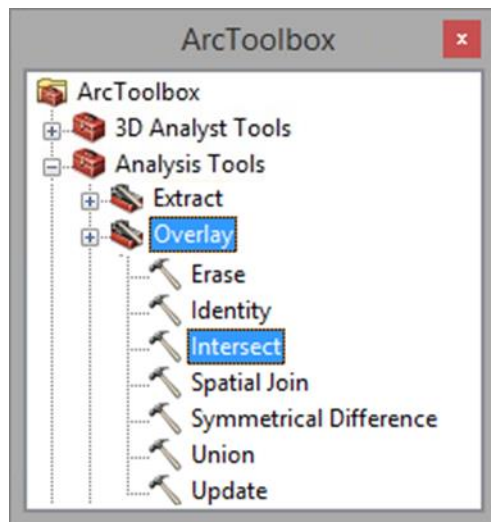 ArcToolbox
ArcToolbox
3D Analyst Tools
Analysis Tools
Extract
Overlay
Erase
Identity
Intersect
Spatial Join
Symmetrical Difference
Union
Update